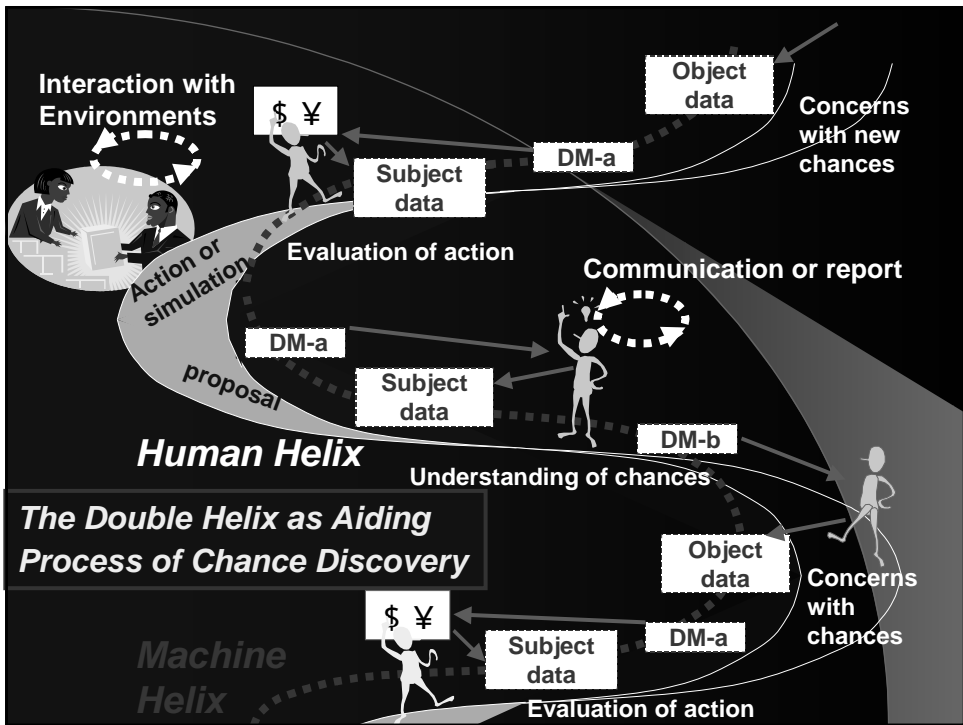 Interaction with
Environments
$ ¥
Object
data
Concerns
with new
chances
DM-a
Subject
data
Evaluation of action
Action or
simulation
Communication or report
DM-a
proposal
Subject
data
DM-b
Human Helix
Understanding of chances
The Double Helix as Aiding
Process of Chance Discovery
Object
data
Concerns
with
chances
$ ¥
DM-a
Subject
data
Machine
Helix
Evaluation of action